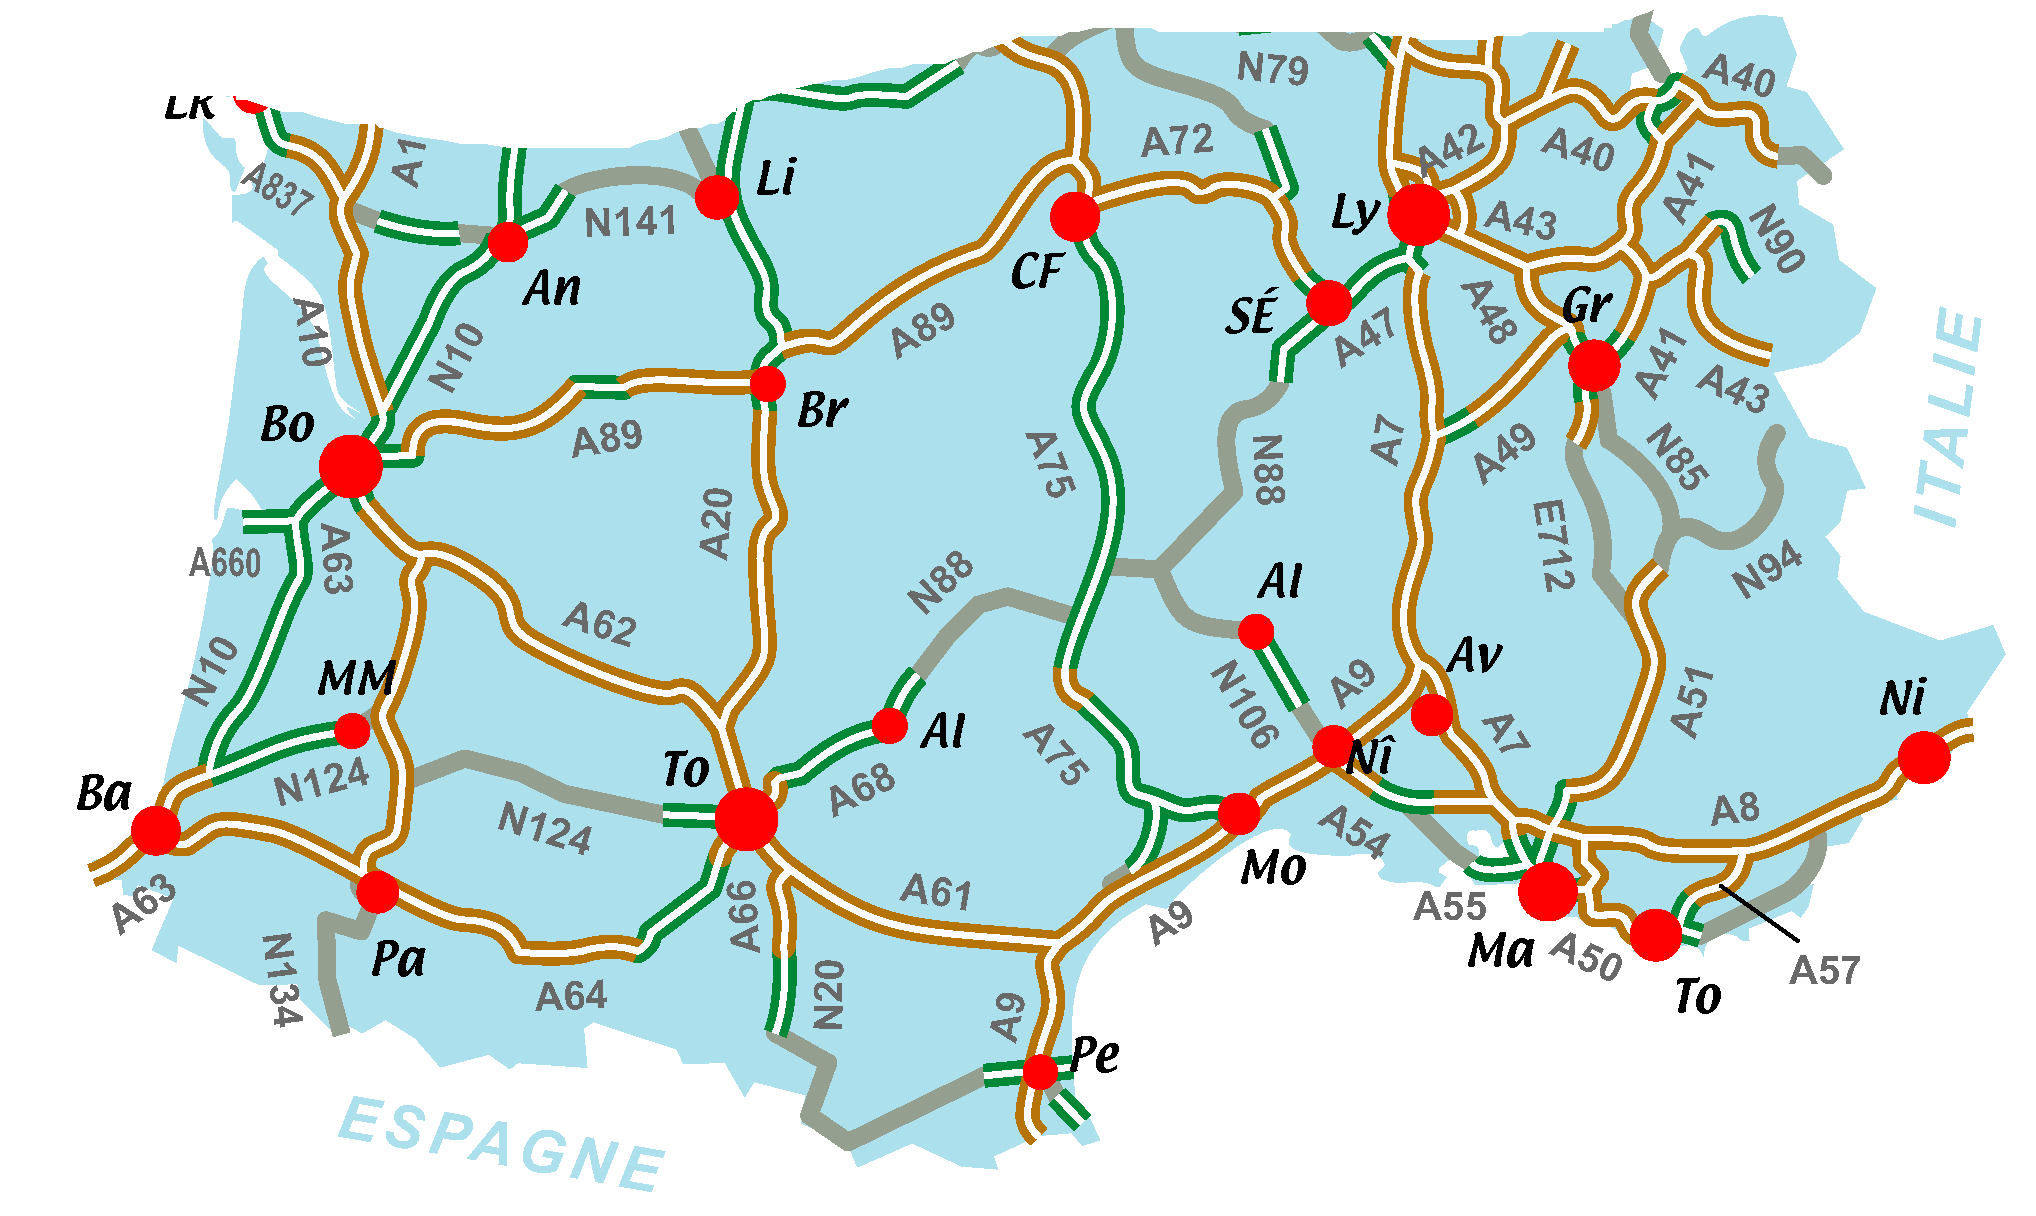 N79
A40
A72
A42
A40
LR
A1
A837
Li
A41
N141
Ly
A43
N90
An
CF
A10
N10
A89
SÉ
A47
A48
Gr
A41
A43
ITALIE
Br
Bo
A89
A75
A7
A49
N85
N88
A20
A660
A63
E712
N94
N88
Al
A62
N10
MM
Av
A9
N106
A51
Ni
A7
To
Al
A75
Nî
Ba
N124
N124
A68
A54
A8
Mo
A63
A66
A61
A9
A55
Ma
A50
To
A57
N134
Pa
A64
N20
A9
Pe
ESPAGNE